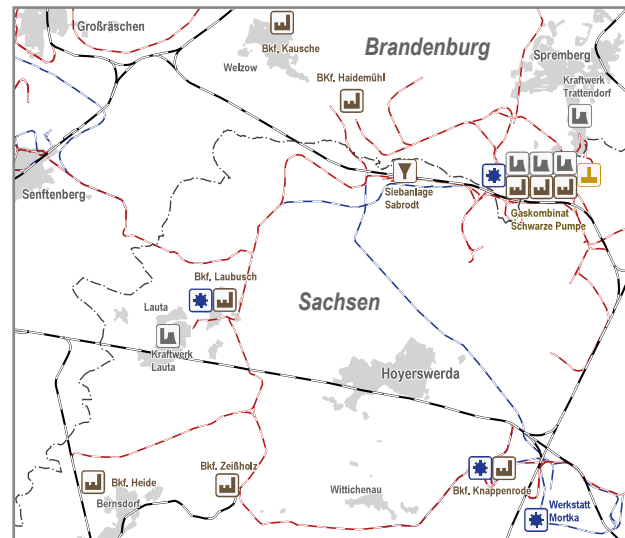 Großräschen
Bkf. Kausche
Welzow
Brandenburg
Spremberg
Kraftwerk
Trattendorf
BKf. Haidemühl
Senftenberg
Siebanlage
Sabrodt
Gaskombinat
Schwarze Pumpe
Bkf. Laubusch
Lauta
Sachsen
Kraftwerk
Lauta
Hoyerswerda
Bkf. Heide
Bernsdorf
Bkf. Zeißholz
Wittichenau
Bkf. Knappenrode
Werkstatt
Mortka